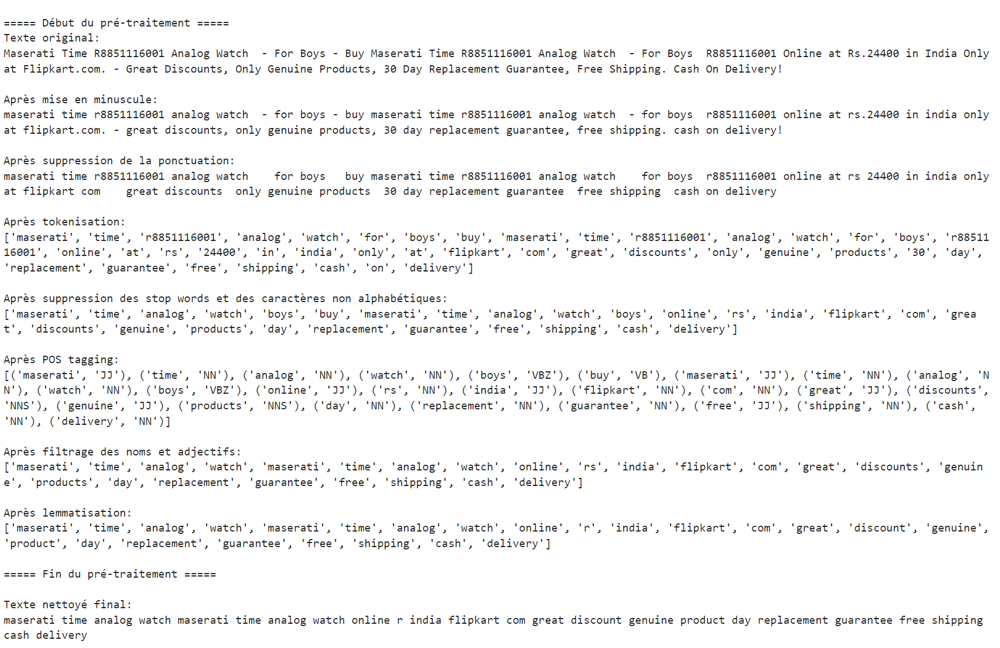 ===== Début du pré-traitement =====
Texte original:
Maserati Time R8851116001 Analog Watch  - For Boys - Buy Maserati Time R8851116001 Analog Watch  - For Boys  R8851116001 Online at Rs.24400 in India Only
at Flipkart.com. - Great Discounts, Only Genuine Products, 30 Day Replacement Guarantee, Free Shipping. Cash On Delivery!

Après mise en minuscule:
maserati time r8851116001 analog watch  - for boys - buy maserati time r8851116001 analog watch  - for boys  r8851116001 online at rs.24400 in india only
at flipkart.com. - great discounts, only genuine products, 30 day replacement guarantee, free shipping. cash on delivery!

Après suppression de la ponctuation:
maserati time r8851116001 analog watch    for boys   buy maserati time r8851116001 analog watch    for boys  r8851116001 online at rs 24400 in india only
at flipkart com    great discounts  only genuine products  30 day replacement guarantee  free shipping  cash on delivery

Après tokenisation:
['maserati', 'time', 'r8851116001', 'analog', 'watch', 'for', 'boys', 'buy', 'maserati', 'time', 'r8851116001', 'analog', 'watch', 'for', 'boys', 'r88511
16001', 'online', 'at', 'rs', '24400', 'in', 'india', 'only', 'at', 'flipkart', 'com', 'great', 'discounts', 'only', 'genuine', 'products', '30', 'day',
'replacement', 'guarantee', 'free', 'shipping', 'cash', 'on', 'delivery']

Après suppression des stop words et des caractères non alphabétiques:
['maserati', 'time', 'analog', 'watch', 'boys', 'buy', 'maserati', 'time', 'analog', 'watch', 'boys', 'online', 'rs', 'india', 'flipkart', 'com', 'grea
t', 'discounts', 'genuine', 'products', 'day', 'replacement', 'guarantee', 'free', 'shipping', 'cash', 'delivery']

Après POS tagging:
[('maserati', 'JJ'), ('time', 'NN'), ('analog', 'NN'), ('watch', 'NN'), ('boys', 'VBZ'), ('buy', 'VB'), ('maserati', 'JJ'), ('time', 'NN'), ('analog', 'N
N'), ('watch', 'NN'), ('boys', 'VBZ'), ('online', 'JJ'), ('rs', 'NN'), ('india', 'JJ'), ('flipkart', 'NN'), ('com', 'NN'), ('great', 'JJ'), ('discounts',
'NNS'), ('genuine', 'JJ'), ('products', 'NNS'), ('day', 'NN'), ('replacement', 'NN'), ('guarantee', 'NN'), ('free', 'JJ'), ('shipping', 'NN'), ('cash',
'NN'), ('delivery', 'NN')]

Après filtrage des noms et adjectifs:
['maserati', 'time', 'analog', 'watch', 'maserati', 'time', 'analog', 'watch', 'online', 'rs', 'india', 'flipkart', 'com', 'great', 'discounts', 'genuin
e', 'products', 'day', 'replacement', 'guarantee', 'free', 'shipping', 'cash', 'delivery']

Après lemmatisation:
['maserati', 'time', 'analog', 'watch', 'maserati', 'time', 'analog', 'watch', 'online', 'r', 'india', 'flipkart', 'com', 'great', 'discount', 'genuine',
'product', 'day', 'replacement', 'guarantee', 'free', 'shipping', 'cash', 'delivery']

===== Fin du pré-traitement =====

Texte nettoyé final:
maserati time analog watch maserati time analog watch online r india flipkart com great discount genuine product day replacement guarantee free shipping
cash delivery